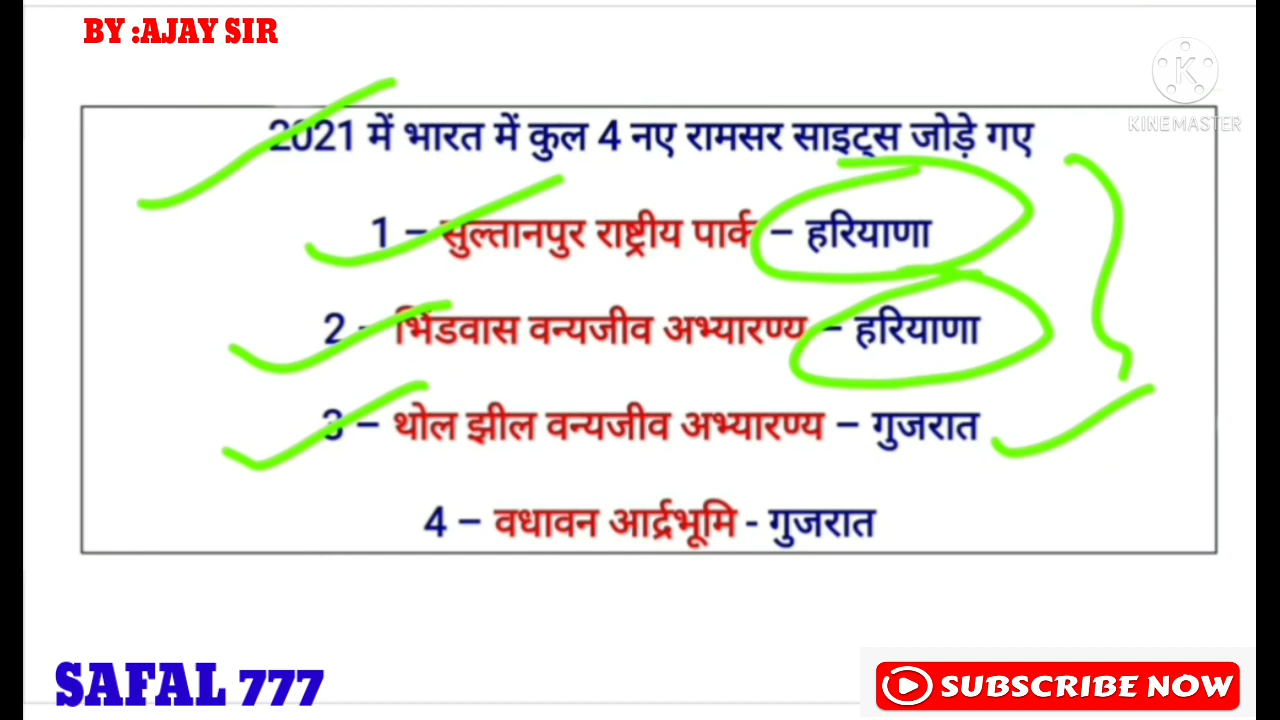 BY :AJAY SIR
KINEMASTER
2021 में भारत में कुल 4 नए रामसर साइट्स जोड़े गए
1 – सुल्तानपुर राष्ट्रीय पार्क – हरियाणा
2 – भिंडवास वन्यजीव अभ्यारण्य – हरियाणा
3 – थोल झील वन्यजीव अभ्यारण्य – गुजरात
4 – वधावन आर्द्रभूमि - गुजरात
SAFAL 777
SUBSCRIBE NOW